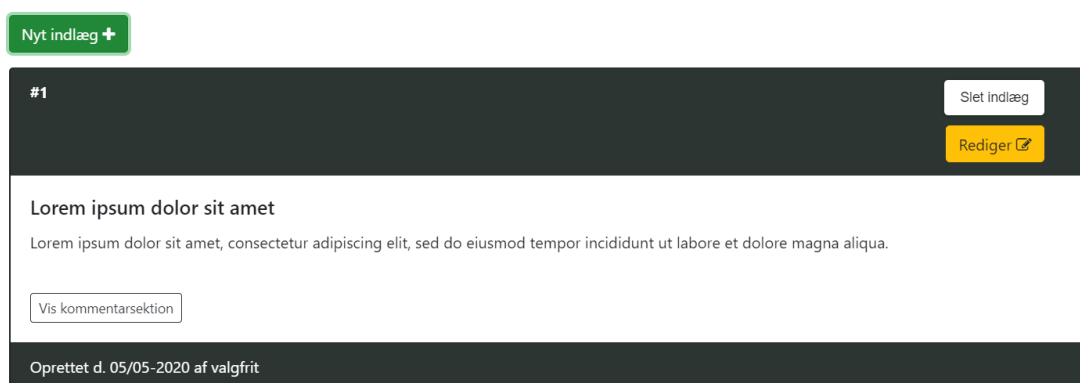 Nyt indlæg
#1
Slet indlæg
Rediger
Lorem ipsum dolor sit amet
Lorem ipsum dolor sit amet, consectetur adipiscing elit, sed do eiusmod tempor incididunt ut labore et dolore magna aliqua.
Vis kommentarsektion
Oprettet d. 05/05-2020 af valgfrit